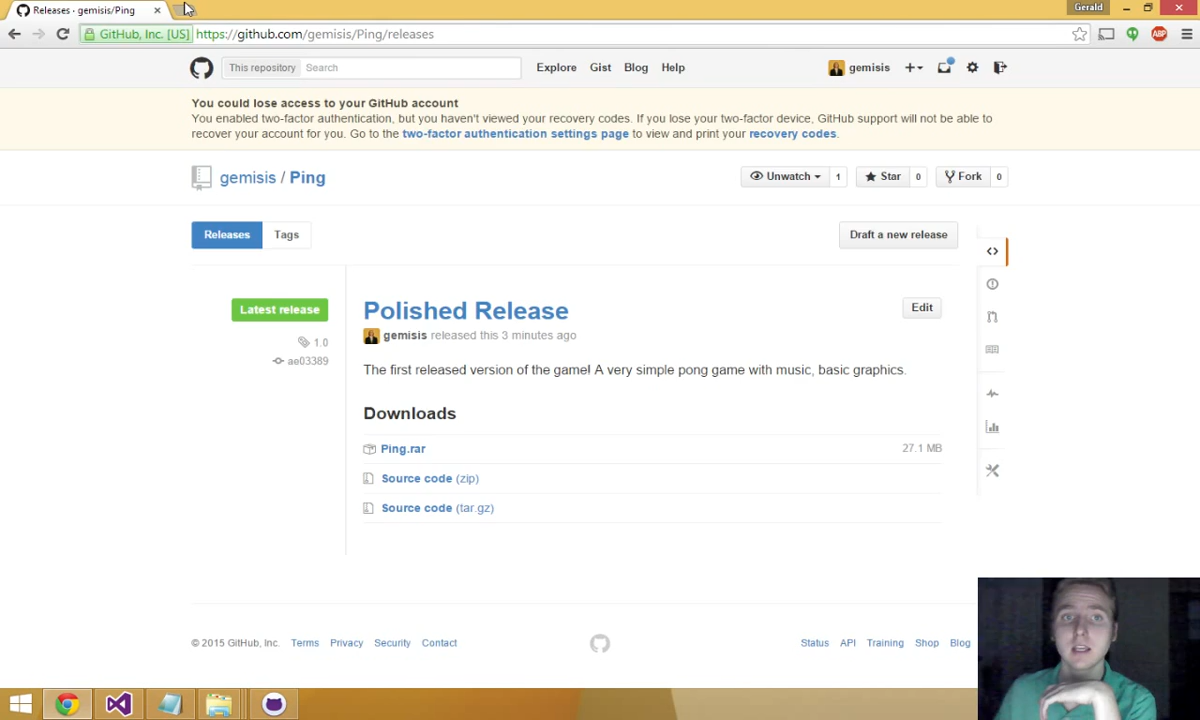 Releases · gemisis/Ping
Gerald
GitHub, Inc. [US] https://github.com/gemisis/Ping/releases
ABP
This repository Search Explore Gist Blog Help gemisis
You could lose access to your GitHub account
You enabled two-factor authentication, but you haven't viewed your recovery codes. If you lose your two-factor device, GitHub support will not be able to
recover your account for you. Go to the two-factor authentication settings page to view and print your recovery codes.
gemisis / Ping Unwatch 1 Star 0 Fork 0
Releases Tags Draft a new release
Latest release Polished Release Edit
gemisis released this 3 minutes ago
1.0
ae03389
The first released version of the game! A very simple pong game with music, basic graphics.
Downloads
Ping.rar 27.1 MB
Source code (zip)
Source code (tar.gz)
© 2015 GitHub, Inc. Terms Privacy Security Contact Status API Training Shop Blog